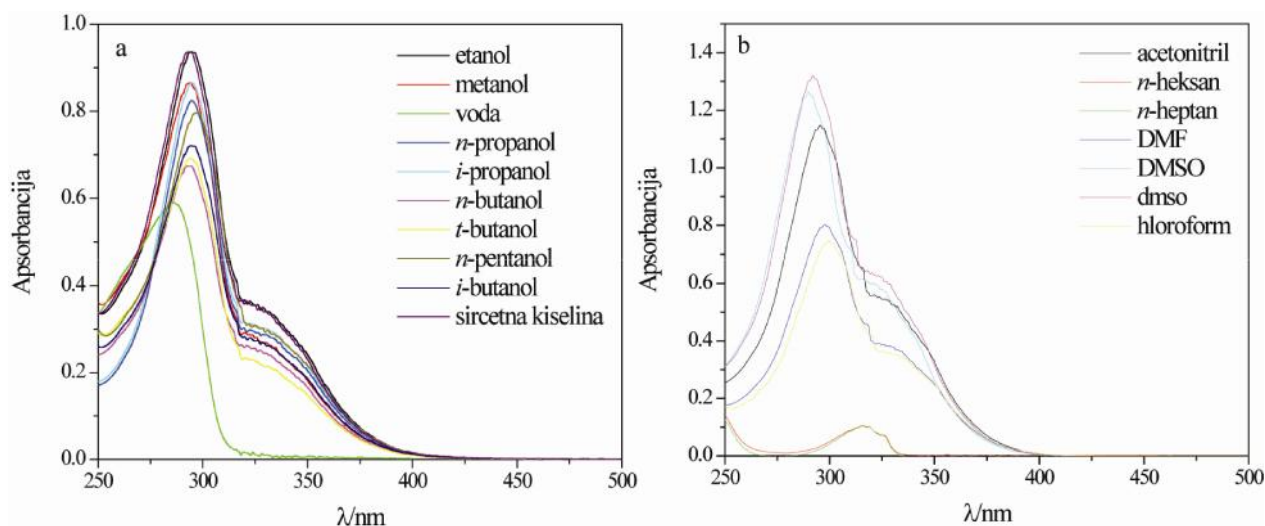 a
etanol
metanol
voda
n-propanol
i-propanol
n-butanol
t-butanol
n-pentanol
i-butanol
sircetna kiselina
Apsorbancija
1.0
0.8
0.6
0.4
0.2
0.0
250 300 350 400 450 500
λ/nm
b
acetonitril
n-heksan
n-heptan
DMF
DMSO
dmso
hloroform
Apsorbancija
1.4
1.2
1.0
0.8
0.6
0.4
0.2
0.0
250 300 350 400 450 500
λ/nm